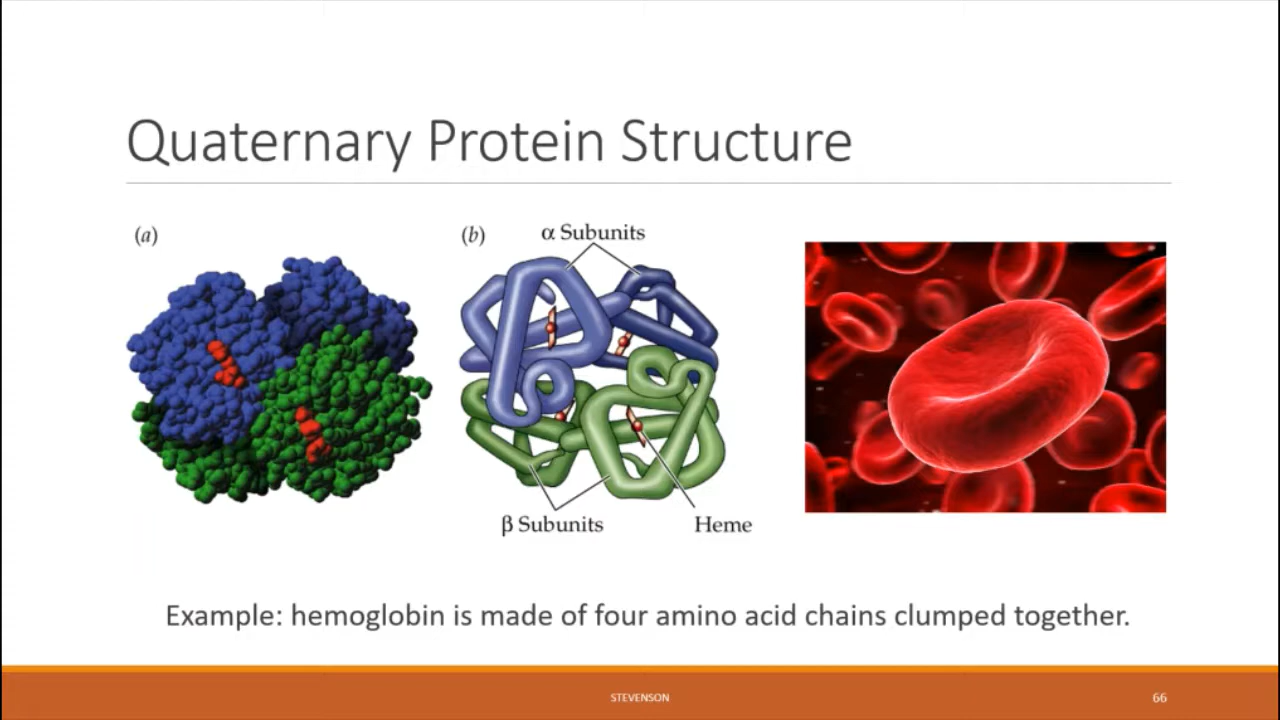 Quaternary Protein Structure
(a)
(b)
α Subunits
β Subunits
Heme
Example: hemoglobin is made of four amino acid chains clumped together.
STEVENSON
66